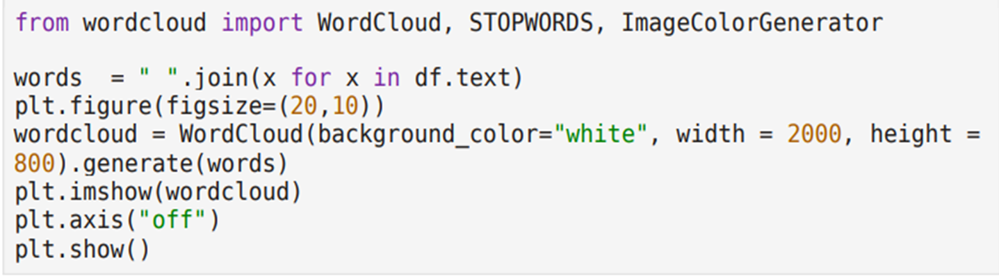 from wordcloud import WordCloud, STOPWORDS, ImageColorGenerator
words  = " ".join(x for x in df.text)
plt.figure(figsize=(20,10))
wordcloud = WordCloud(background_color="white", width = 2000, height =
800).generate(words)
plt.imshow(wordcloud)
plt.axis("off")
plt.show()